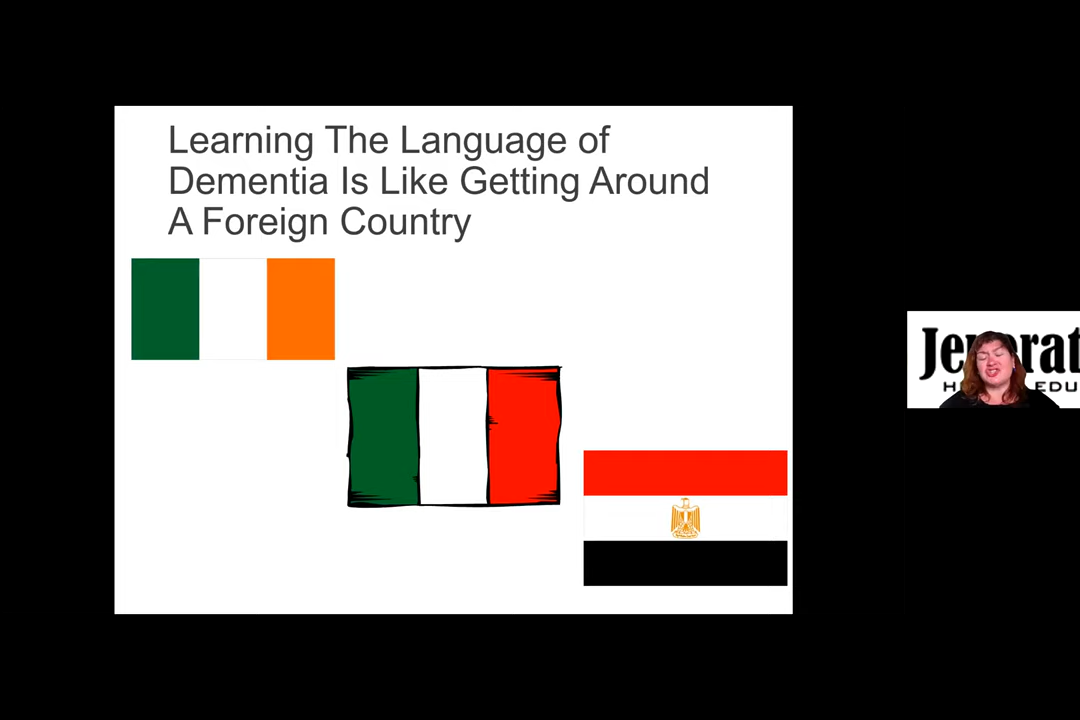 Learning The Language of
Dementia Is Like Getting Around
A Foreign Country